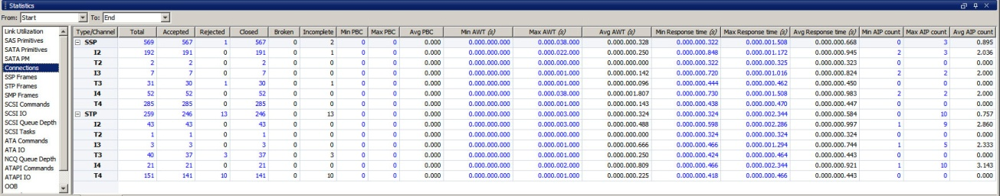 Statistics
From: Start To: End
Link Utilization
SAS Primitives
SATA Primitives
SATA PM
Connections
SSP Frames
STP Frames
SMP Frames
SCSI Commands
SCSI IO
SCSI Queue Depth
SCSI Tasks
ATA Commands
ATA IO
NCQ Queue Depth
ATAPI Commands
ATAPI IO
OOB
Type/Channel Total Accepted Rejected Closed Broken Incomplete Min PBC Max PBC Avg PBC Min AWT (s) Max AWT (s) Avg AWT (s) Min Response time (s) Max Response time (s) Avg Response time (s) Min AIP count Max AIP count Avg AIP count
SSP 569 567 1 567 0 2 0 0 0.000 0.000.000.000 0.000.038.000 0.000.000.328 0.000.000.322 0.000.001.508 0.000.000.668 0 3 0.895
I2 192 191 0 191 0 1 0 0 0.000 0.000.000.000 0.000.022.000 0.000.000.250 0.000.000.848 0.000.001.172 0.000.000.945 2 3 2.036
T2 2 2 0 2 0 0 0 0 0.000 0.000.000.000 0.000.000.000 0.000.000.000 0.000.000.322 0.000.000.325 0.000.000.323 0 0 0.000
I3 7 7 0 7 0 0 0 0 0.000 0.000.000.000 0.000.001.000 0.000.000.142 0.000.000.720 0.000.001.016 0.000.000.824 2 2 2.000
T3 31 30 1 30 0 1 0 0 0.000 0.000.000.000 0.000.001.000 0.000.000.096 0.000.000.444 0.000.000.462 0.000.000.450 0 0 0.000
I4 52 52 0 52 0 0 0 0 0.000 0.000.000.000 0.000.038.000 0.000.001.807 0.000.000.730 0.000.001.508 0.000.000.983 2 2 2.000
T4 285 285 0 285 0 0 0 0 0.000 0.000.000.000 0.000.001.000 0.000.000.143 0.000.000.438 0.000.000.470 0.000.000.447 0 0 0.000
STP 259 246 13 246 0 13 0 0 0.000 0.000.000.000 0.000.003.000 0.000.000.324 0.000.000.324 0.000.002.344 0.000.000.584 0 10 0.757
I2 43 43 0 43 0 0 0 0 0.000 0.000.000.000 0.000.003.000 0.000.000.488 0.000.000.598 0.000.002.286 0.000.000.997 1 9 2.860
T2 1 1 0 1 0 0 0 0 0.000 0.000.000.000 0.000.000.000 0.000.000.000 0.000.000.324 0.000.000.324 0.000.000.324 0 0 0.000
I3 3 3 0 3 0 0 0 0 0.000 0.000.000.000 0.000.001.000 0.000.000.666 0.000.000.466 0.000.001.294 0.000.000.744 1 5 2.333
T3 40 37 3 37 0 3 0 0 0.000 0.000.000.000 0.000.001.000 0.000.000.250 0.000.000.424 0.000.000.464 0.000.000.443 0 0 0.000
I4 21 21 0 21 0 0 0 0 0.000 0.000.000.000 0.000.002.000 0.000.000.809 0.000.000.466 0.000.002.344 0.000.000.921 1 10 3.143
T4 151 141 10 141 0 10 0 0 0.000 0.000.000.000 0.000.001.000 0.000.000.225 0.000.000.418 0.000.000.466 0.000.000.443 0 0 0.000